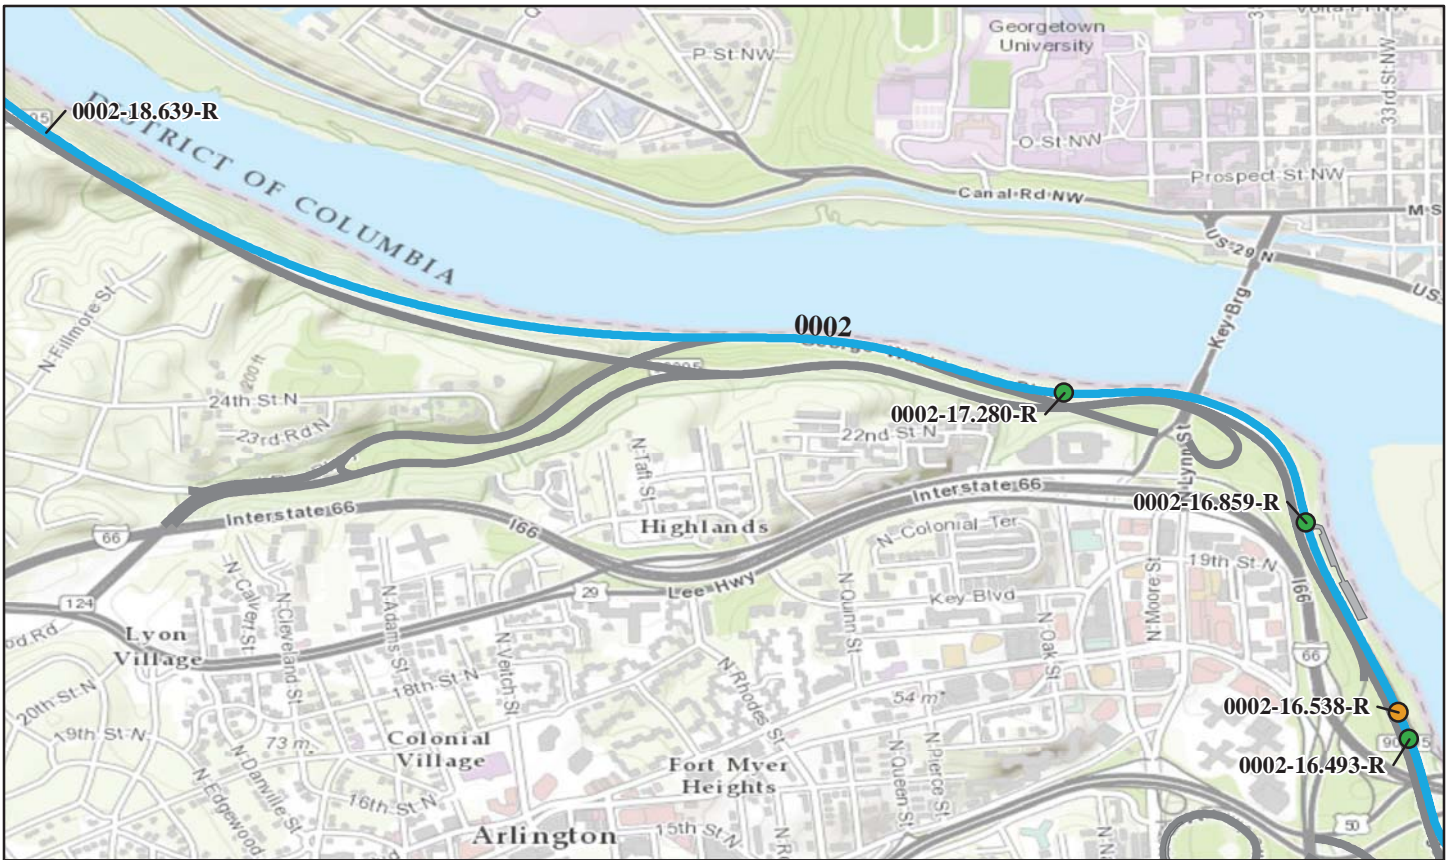 Georgetown
University
P St NW
33rd St NW
O St NW
0002-18.639-R
DISTRICT OF COLUMBIA
Prospect St NW
Canal Rd NW
M S
US 29 N
US
N Fillmore St
Key Brg
0002
200 ft
24th St N
0002-17.280-R
23rd Rd N
22nd St N
N Taft St
N Lynn St
Interstate 66
0002-16.859-R
Interstate 66
Highlands
I66
66
N Colonial Ter
19th St N
N Calvert St
N Cleveland St
N Adams St
Lee Hwy
29
I66
124
Key Blvd
N Quinn St
N Moore St
N Oak St
Lyon
Village
N Veitch St
66
18th St N
N Rhodes St
20th St N
54 m
0002-16.538-R
19th St N
73 m
Colonial
Village
0002-16.493-R
Fort Myer
Heights
N Danville St
N Edgewood
N Queen St
N Pierce St
16th St N
50
Arlington
15th St N